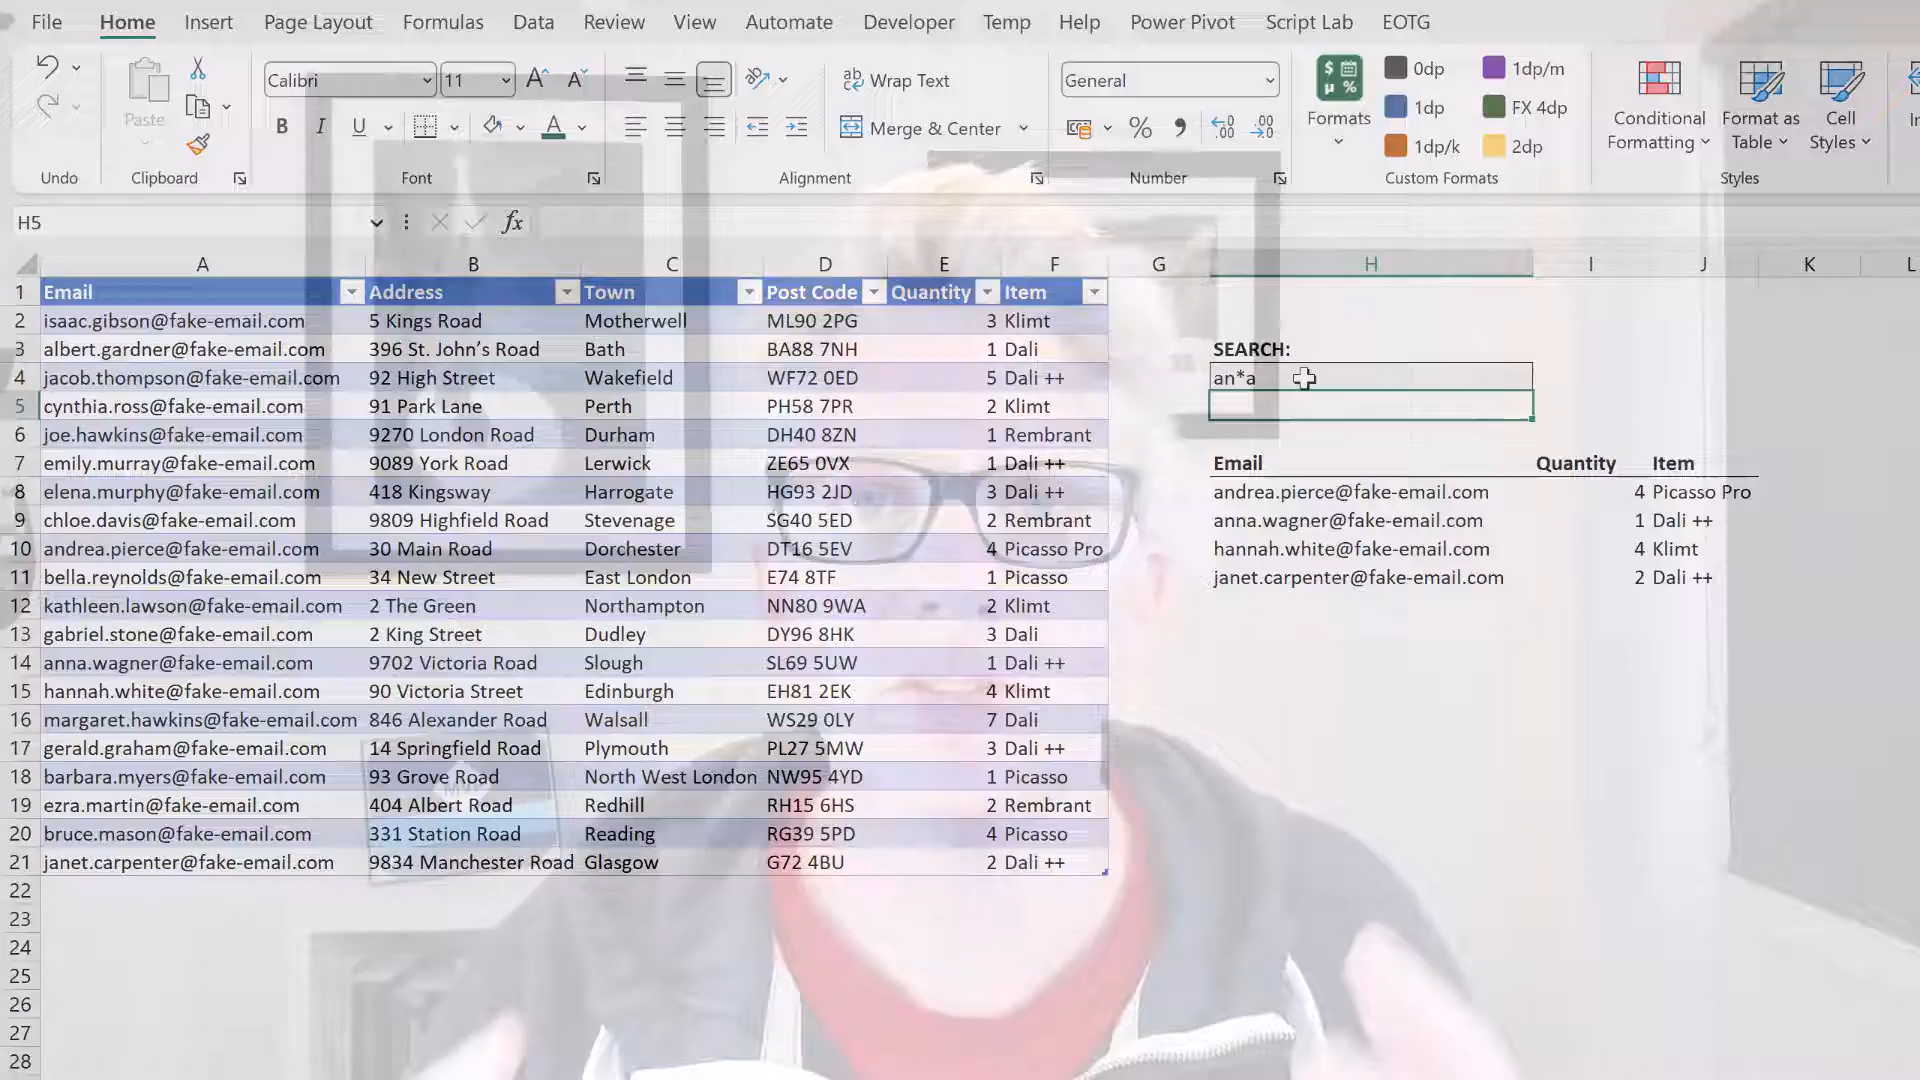 File Home Insert Page Layout Formulas Data Review View Automate Developer Temp Help Power Pivot Script Lab EOTG
Calibri 11 ab Wrap Text General $ % 0dp 1dp/m
Paste B I U A Merge & Center % Formats 1dp FX 4dp Conditional Formatting Format as Table Cell Styles
1dp/k 2dp
Undo Clipboard Font Alignment Number Custom Formats Styles
H5 fx
A B C D E F G H I J K L
1 Email Address Town Post Code Quantity Item
2 isaac.gibson@fake-email.com 5 Kings Road Motherwell ML90 2PG 3 Klimt
3 albert.gardner@fake-email.com 396 St. John’s Road Bath BA88 7NH 1 Dali SEARCH:
4 jacob.thompson@fake-email.com 92 High Street Wakefield WF72 0ED 5 Dali ++ an*a
5 cynthia.ross@fake-email.com 91 Park Lane Perth PH58 7PR 2 Klimt
6 joe.hawkins@fake-email.com 9270 London Road Durham DH40 8ZN 1 Rembrant
7 emily.murray@fake-email.com 9089 York Road Lerwick ZE65 0VX 1 Dali ++ Email Quantity Item
8 elena.murphy@fake-email.com 418 Kingsway Harrogate HG93 2JD 3 Dali ++ andrea.pierce@fake-email.com 4 Picasso Pro
9 chloe.davis@fake-email.com 9809 Highfield Road Stevenage SG40 5ED 2 Rembrant anna.wagner@fake-email.com 1 Dali ++
10 andrea.pierce@fake-email.com 30 Main Road Dorchester DT16 5EV 4 Picasso Pro hannah.white@fake-email.com 4 Klimt
11 bella.reynolds@fake-email.com 34 New Street East London E74 8TF 1 Picasso janet.carpenter@fake-email.com 2 Dali ++
12 kathleen.lawson@fake-email.com 2 The Green Northampton NN80 9WA 2 Klimt
13 gabriel.stone@fake-email.com 2 King Street Dudley DY96 8HK 3 Dali
14 anna.wagner@fake-email.com 9702 Victoria Road Slough SL69 5UW 1 Dali ++
15 hannah.white@fake-email.com 90 Victoria Street Edinburgh EH81 2EK 4 Klimt
16 margaret.hawkins@fake-email.com 846 Alexander Road Walsall WS29 0LY 7 Dali
17 gerald.graham@fake-email.com 14 Springfield Road Plymouth PL27 5MW 3 Dali ++
18 barbara.myers@fake-email.com 93 Grove Road North West London NW95 4YD 1 Picasso
19 ezra.martin@fake-email.com 404 Albert Road Redhill RH15 6HS 2 Rembrant
20 bruce.mason@fake-email.com 331 Station Road Reading RG39 5PD 4 Picasso
21 janet.carpenter@fake-email.com 9834 Manchester Road Glasgow G72 4BU 2 Dali ++
22
23
24
25
26
27
28